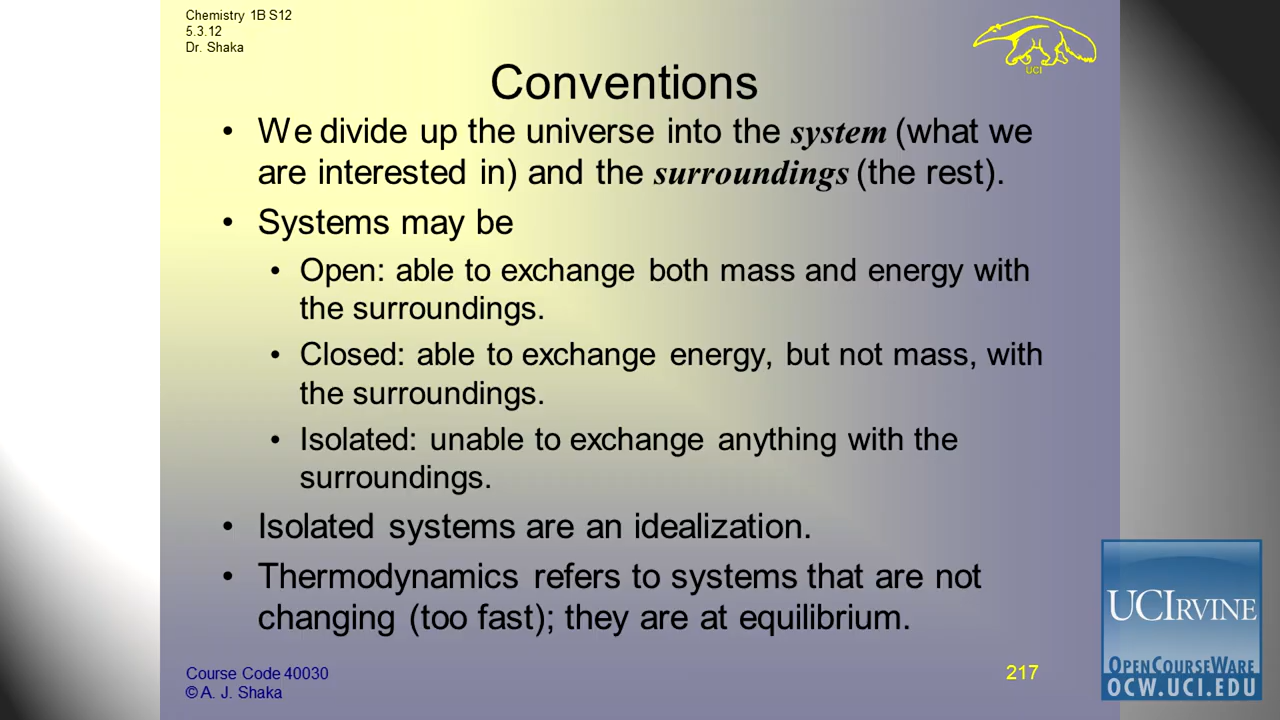 Chemistry 1B S12
5.3.12
Dr. Shaka
UCI
Conventions
• We divide up the universe into the system (what we
are interested in) and the surroundings (the rest).
• Systems may be
• Open: able to exchange both mass and energy with
the surroundings.
• Closed: able to exchange energy, but not mass, with
the surroundings.
• Isolated: unable to exchange anything with the
surroundings.
• Isolated systems are an idealization.
• Thermodynamics refers to systems that are not
changing (too fast); they are at equilibrium.
Course Code 40030
© A. J. Shaka
217
UCIRVINE
OPENCOURSEWARE
OCW.UCI.EDU